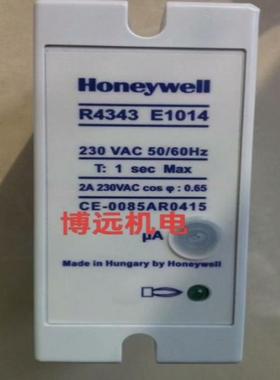 Honeywell
R4343 E1014
230 VAC 50/60Hz
T: 1 sec Max
2A 230VAC cos φ : 0.65
CE-0085AR0415
博远机电
μA
Made in Hungary by Honeywell